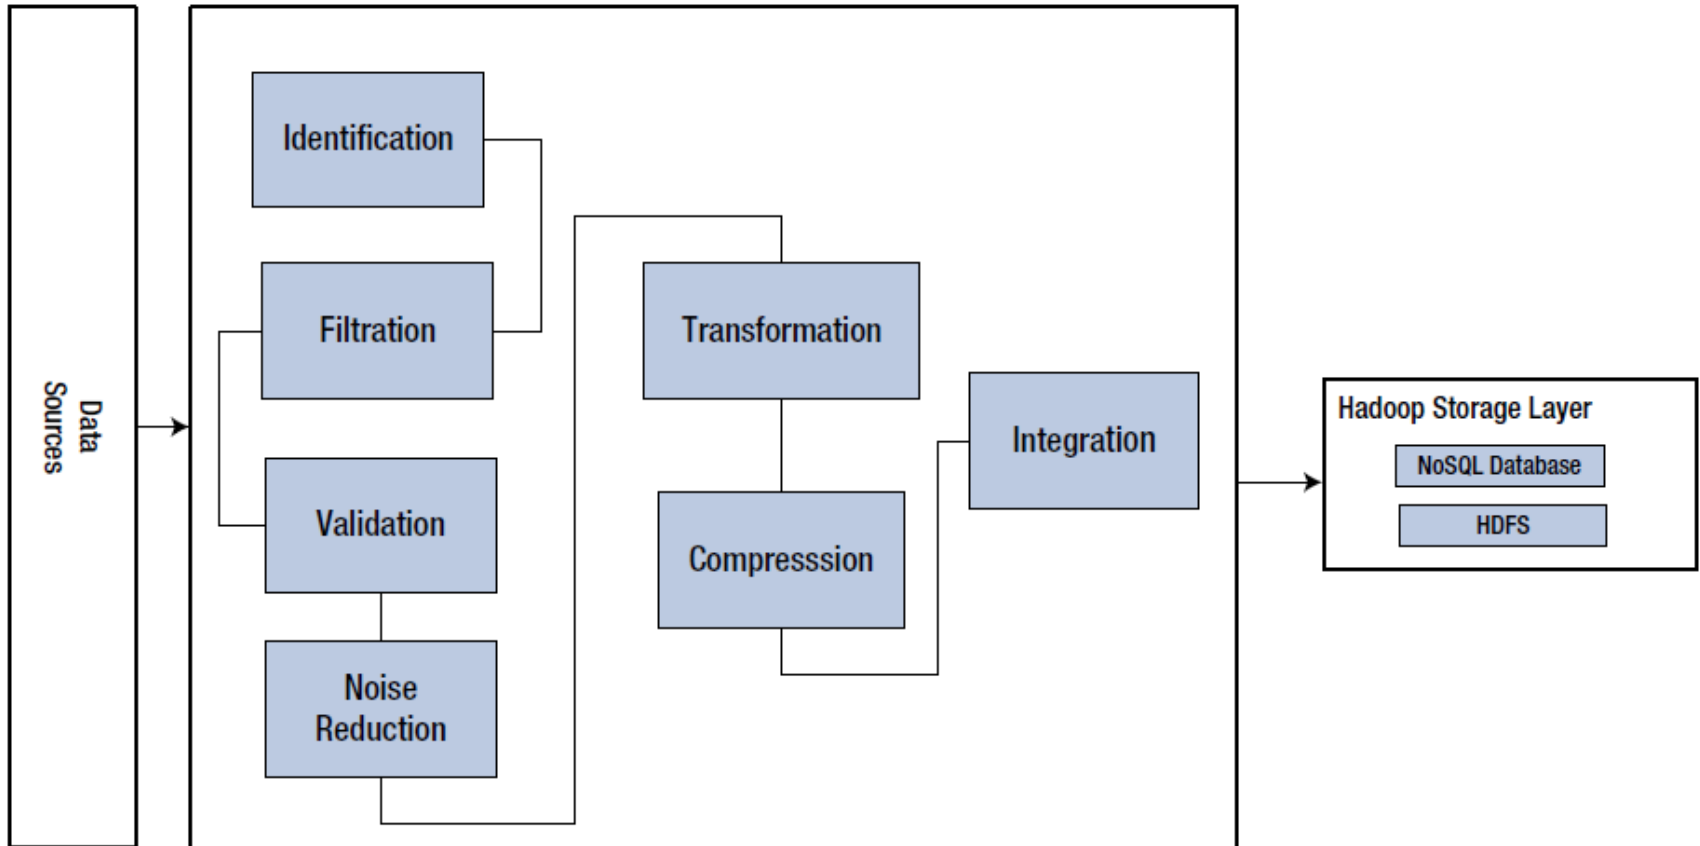 Data
Sources
Identification
Filtration
Validation
Noise
Reduction
Transformation
Compresssion
Integration
Hadoop Storage Layer
NoSQL Database
HDFS